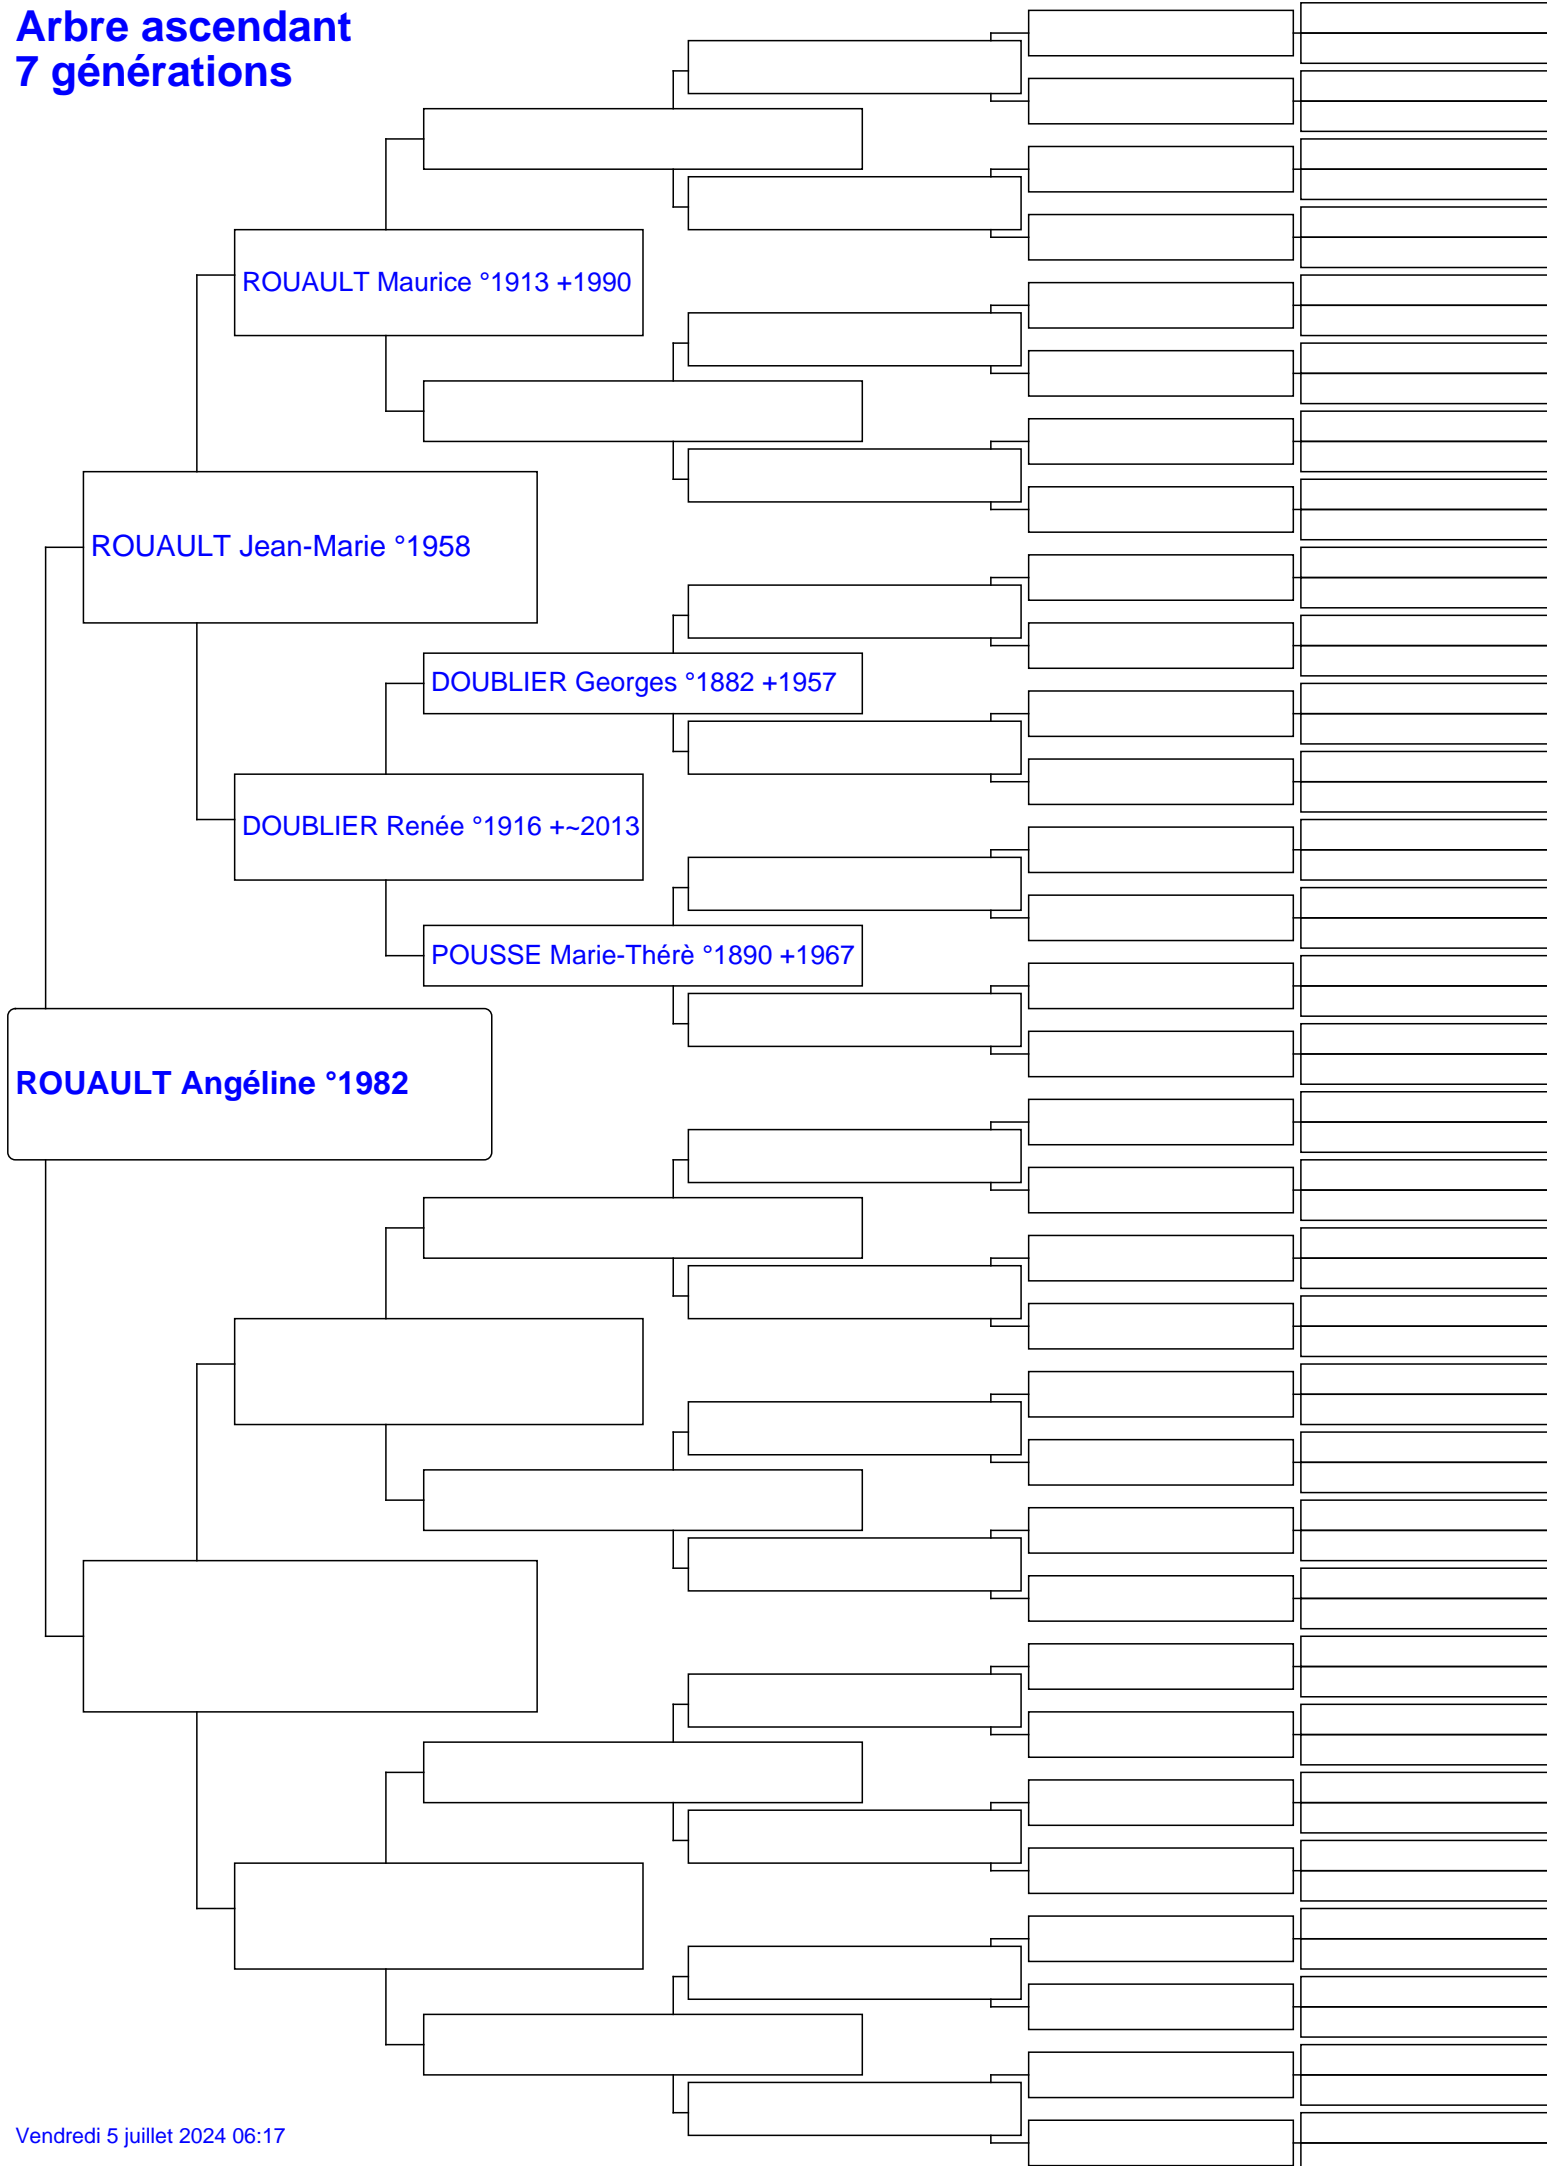 Arbre ascendant
7 générations
ROUAULT Maurice °1913 +1990
ROUAULT Jean-Marie °1958
DOUBLIER Georges °1882 +1957
DOUBLIER Renée °1916 +~2013
POUSSE Marie-Thérè °1890 +1967
ROUAULT Angéline °1982
Vendredi 5 juillet 2024 06:17